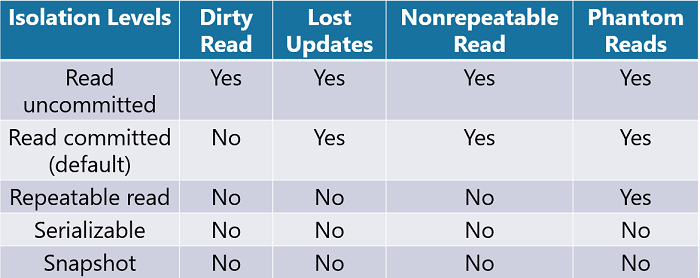 Isolation Levels Dirty Read Lost Updates Nonrepeatable Read Phantom Reads
Read uncommitted Yes Yes Yes Yes
Read committed (default) No Yes Yes Yes
Repeatable read No No No Yes
Serializable No No No No
Snapshot No No No No